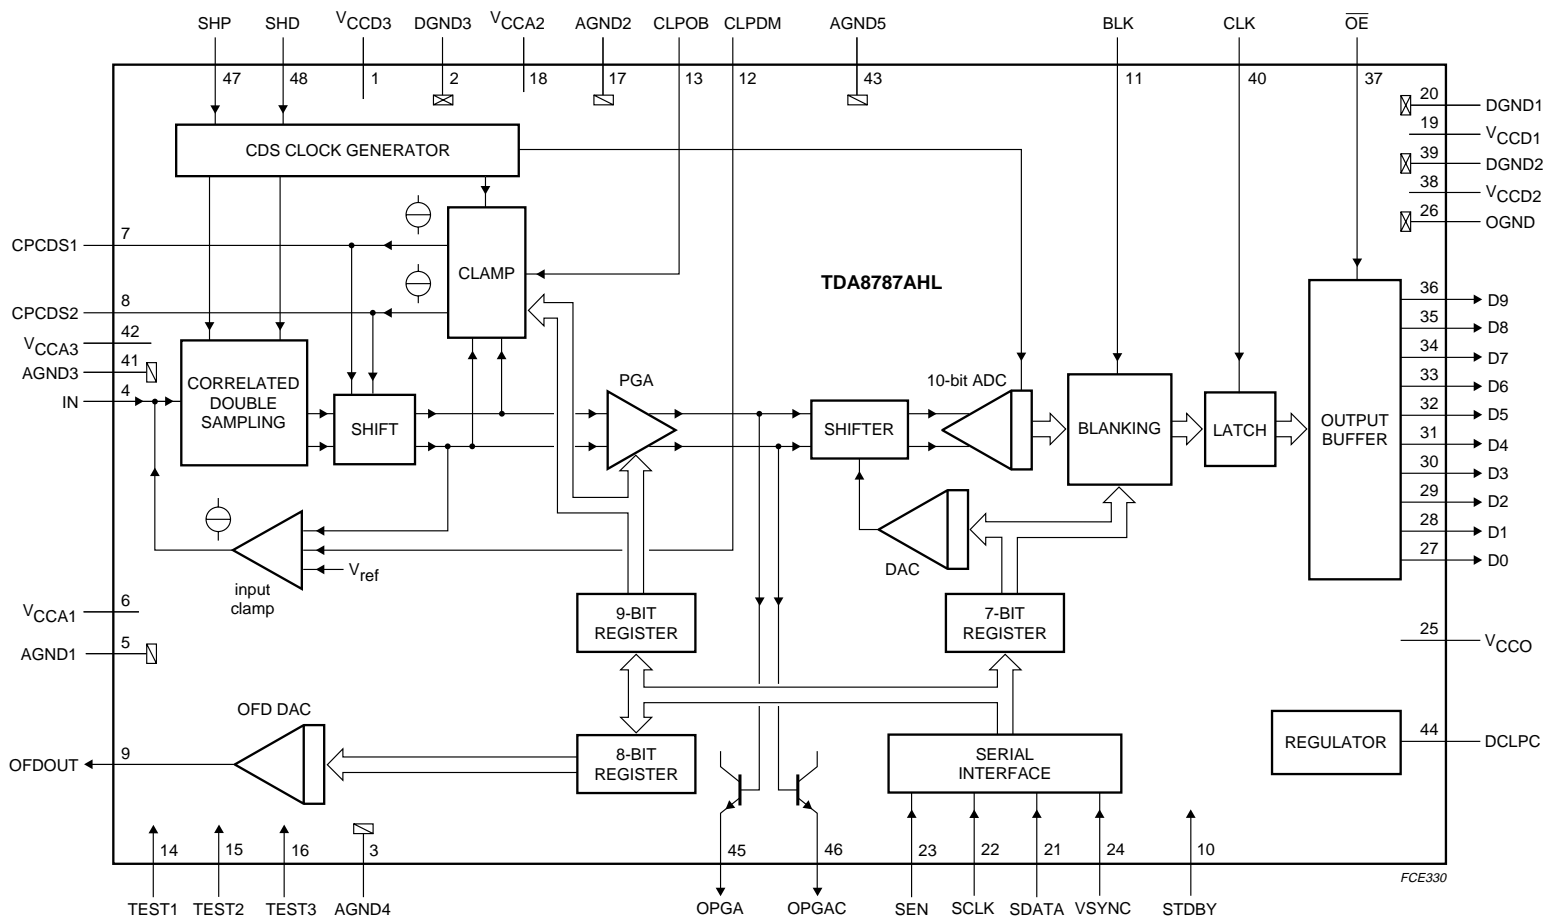 SHP SHD VCCD3 DGND3 VCCA2 AGND2 CLPOB CLPDM AGND5 BLK CLK OE
47 48 1 2 18 17 13 12 43 11 40 37
20 DGND1
19 VCCD1
39 DGND2
38 VCCD2
26 OGND
CDS CLOCK GENERATOR
CPCDS1 7
CLAMP
TDA8787AHL
CPCDS2 8
VCCA3 42
AGND3 41
IN 4
CORRELATED
DOUBLE
SAMPLING
SHIFT
PGA
SHIFTER
10-bit ADC
BLANKING
LATCH
OUTPUT
BUFFER
36 D9
35 D8
34 D7
33 D6
32 D5
31 D4
30 D3
29 D2
28 D1
27 D0
Vref
input
clamp
DAC
VCCA1 6
AGND1 5
9-BIT
REGISTER
7-BIT
REGISTER
25 VCCO
OFD DAC
OFDOUT 9
8-BIT
REGISTER
SERIAL
INTERFACE
REGULATOR
44 DCLPC
14 15 16 3 45 46 23 22 21 24 10
FCE330
TEST1 TEST2 TEST3 AGND4 OPGA OPGAC SEN SCLK SDATA VSYNC STDBY